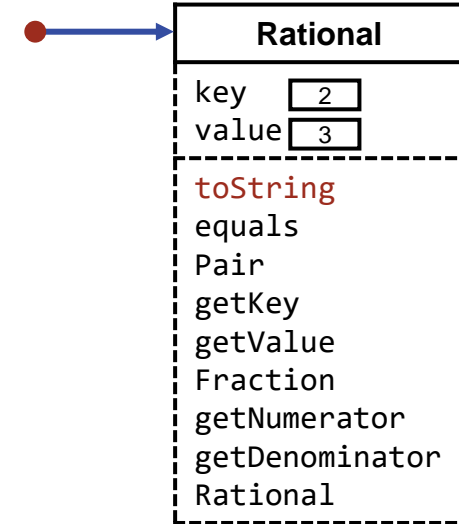 Rational
key 2
value 3
toString
equals
Pair
getKey
getValue
Fraction
getNumerator
getDenominator
Rational